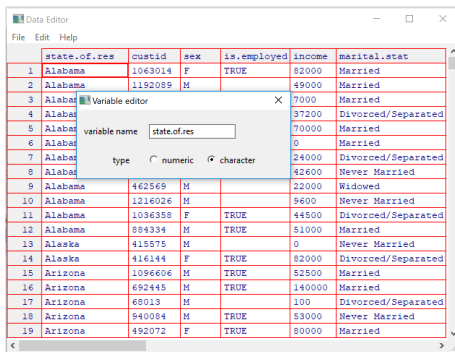 Data Editor
File Edit Help
state.of.res custid sex is.employed income marital.stat
1 Alabama 1063014 F TRUE 82000 Married
2 Alabama 1192089 M 49000 Married
3 Alabam 7000 Married
Variable editor
4 Alabam 37200 Divorced/Separated
5 Alabam 70000 Married
variable name state.of.res
6 Alabam 0 Married
7 Alabam 24000 Divorced/Separated
type numeric character
8 Alabam 42600 Never Married
9 Alabama 462569 M 22000 Widowed
10 Alabama 1216026 M 9600 Never Married
11 Alabama 1036358 F TRUE 44500 Divorced/Separated
12 Alabama 884334 M TRUE 51000 Married
13 Alaska 415575 M 0 Never Married
14 Alaska 416144 F TRUE 82000 Divorced/Separated
15 Arizona 1096606 M TRUE 52500 Married
16 Arizona 692445 M TRUE 140000 Married
17 Arizona 68013 M 100 Divorced/Separated
18 Arizona 940084 M TRUE 53000 Never Married
19 Arizona 492072 F TRUE 80000 Married